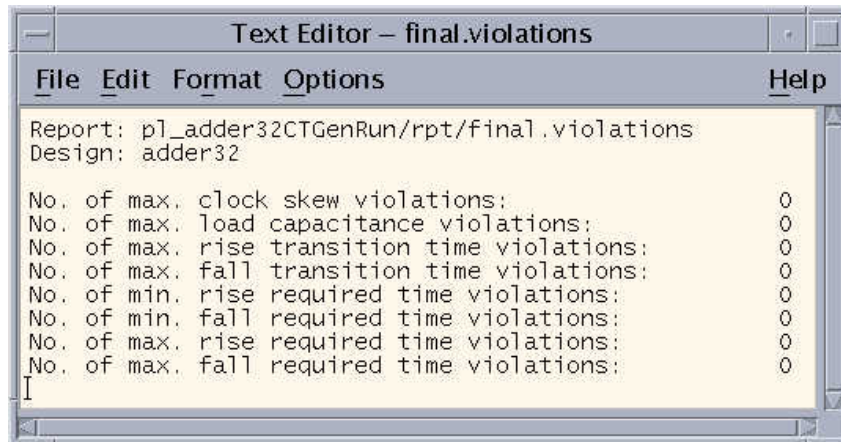 Text Editor – final.violations
File Edit Format Options Help
Report: pl_adder32CTGenRun/rpt/final.violations
Design: adder32
No. of max. clock skew violations: 0
No. of max. load capacitance violations: 0
No. of max. rise transition time violations: 0
No. of max. fall transition time violations: 0
No. of min. rise required time violations: 0
No. of min. fall required time violations: 0
No. of max. rise required time violations: 0
No. of max. fall required time violations: 0